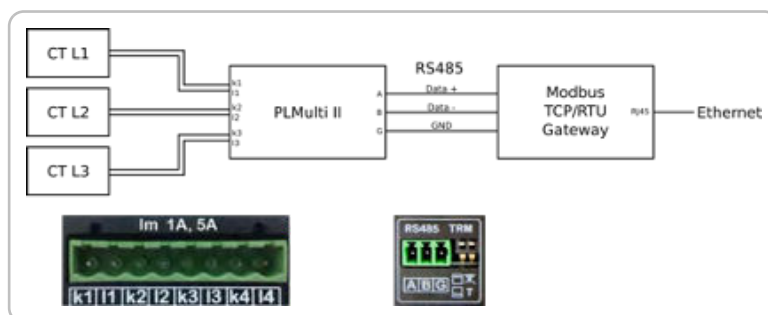 CT L1
CT L2
CT L3
k1
l1
k2
l2
k3
l3
PLMulti II
A
B
G
RS485
Data +
Data -
GND
Modbus
TCP/RTU
Gateway
RJ45
Ethernet
Im 1A, 5A
k1 l1 k2 l2 k3 l3 k4 l4
RS485 TRM
A B G
T